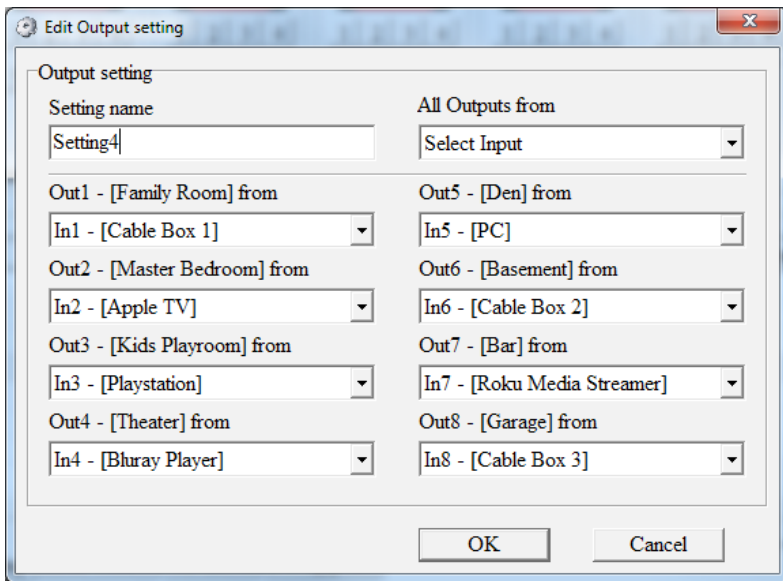 Edit Output setting
Output setting
Setting name
All Outputs from
Setting4
Select Input
Out1 - [Family Room] from
Out5 - [Den] from
In1 - [Cable Box 1]
In5 - [PC]
Out2 - [Master Bedroom] from
Out6 - [Basement] from
In2 - [Apple TV]
In6 - [Cable Box 2]
Out3 - [Kids Playroom] from
Out7 - [Bar] from
In3 - [Playstation]
In7 - [Roku Media Streamer]
Out4 - [Theater] from
Out8 - [Garage] from
In4 - [Bluray Player]
In8 - [Cable Box 3]
OK
Cancel